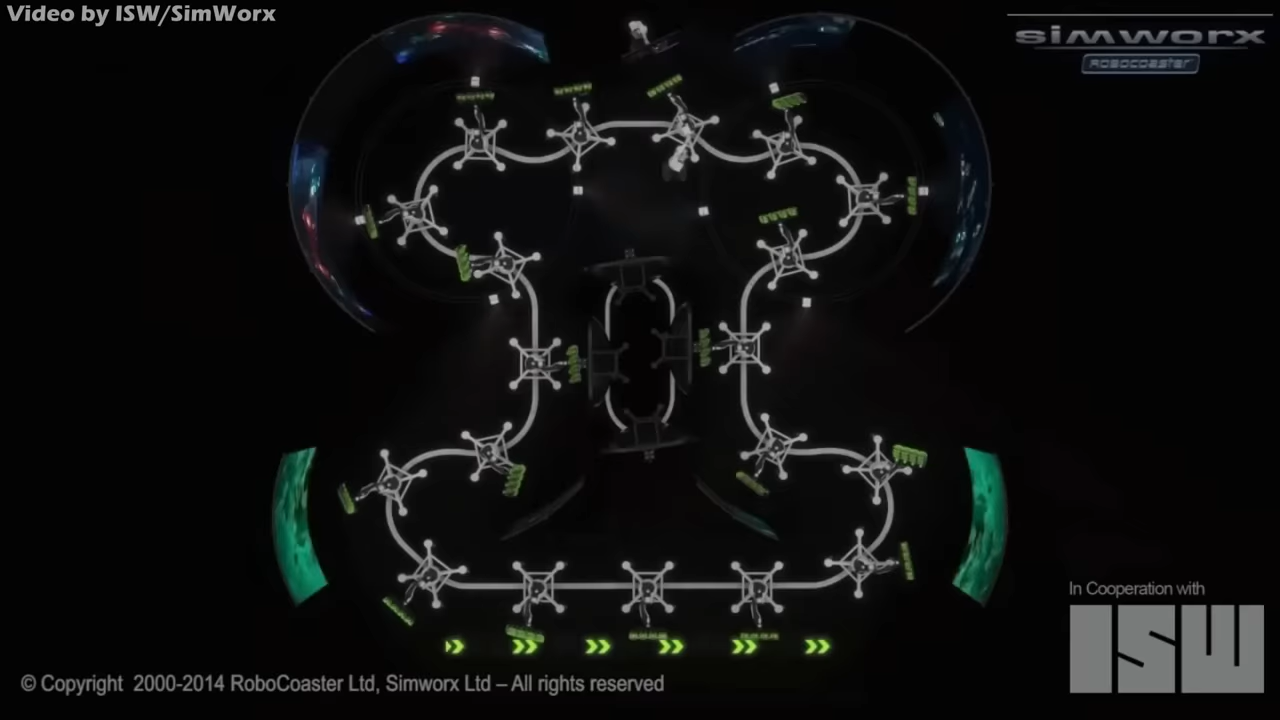 Video by ISW/SimWorx
simworx
ROBOCOASTER
In Cooperation with
ISW
© Copyright 2000-2014 RoboCoaster Ltd, Simworx Ltd – All rights reserved